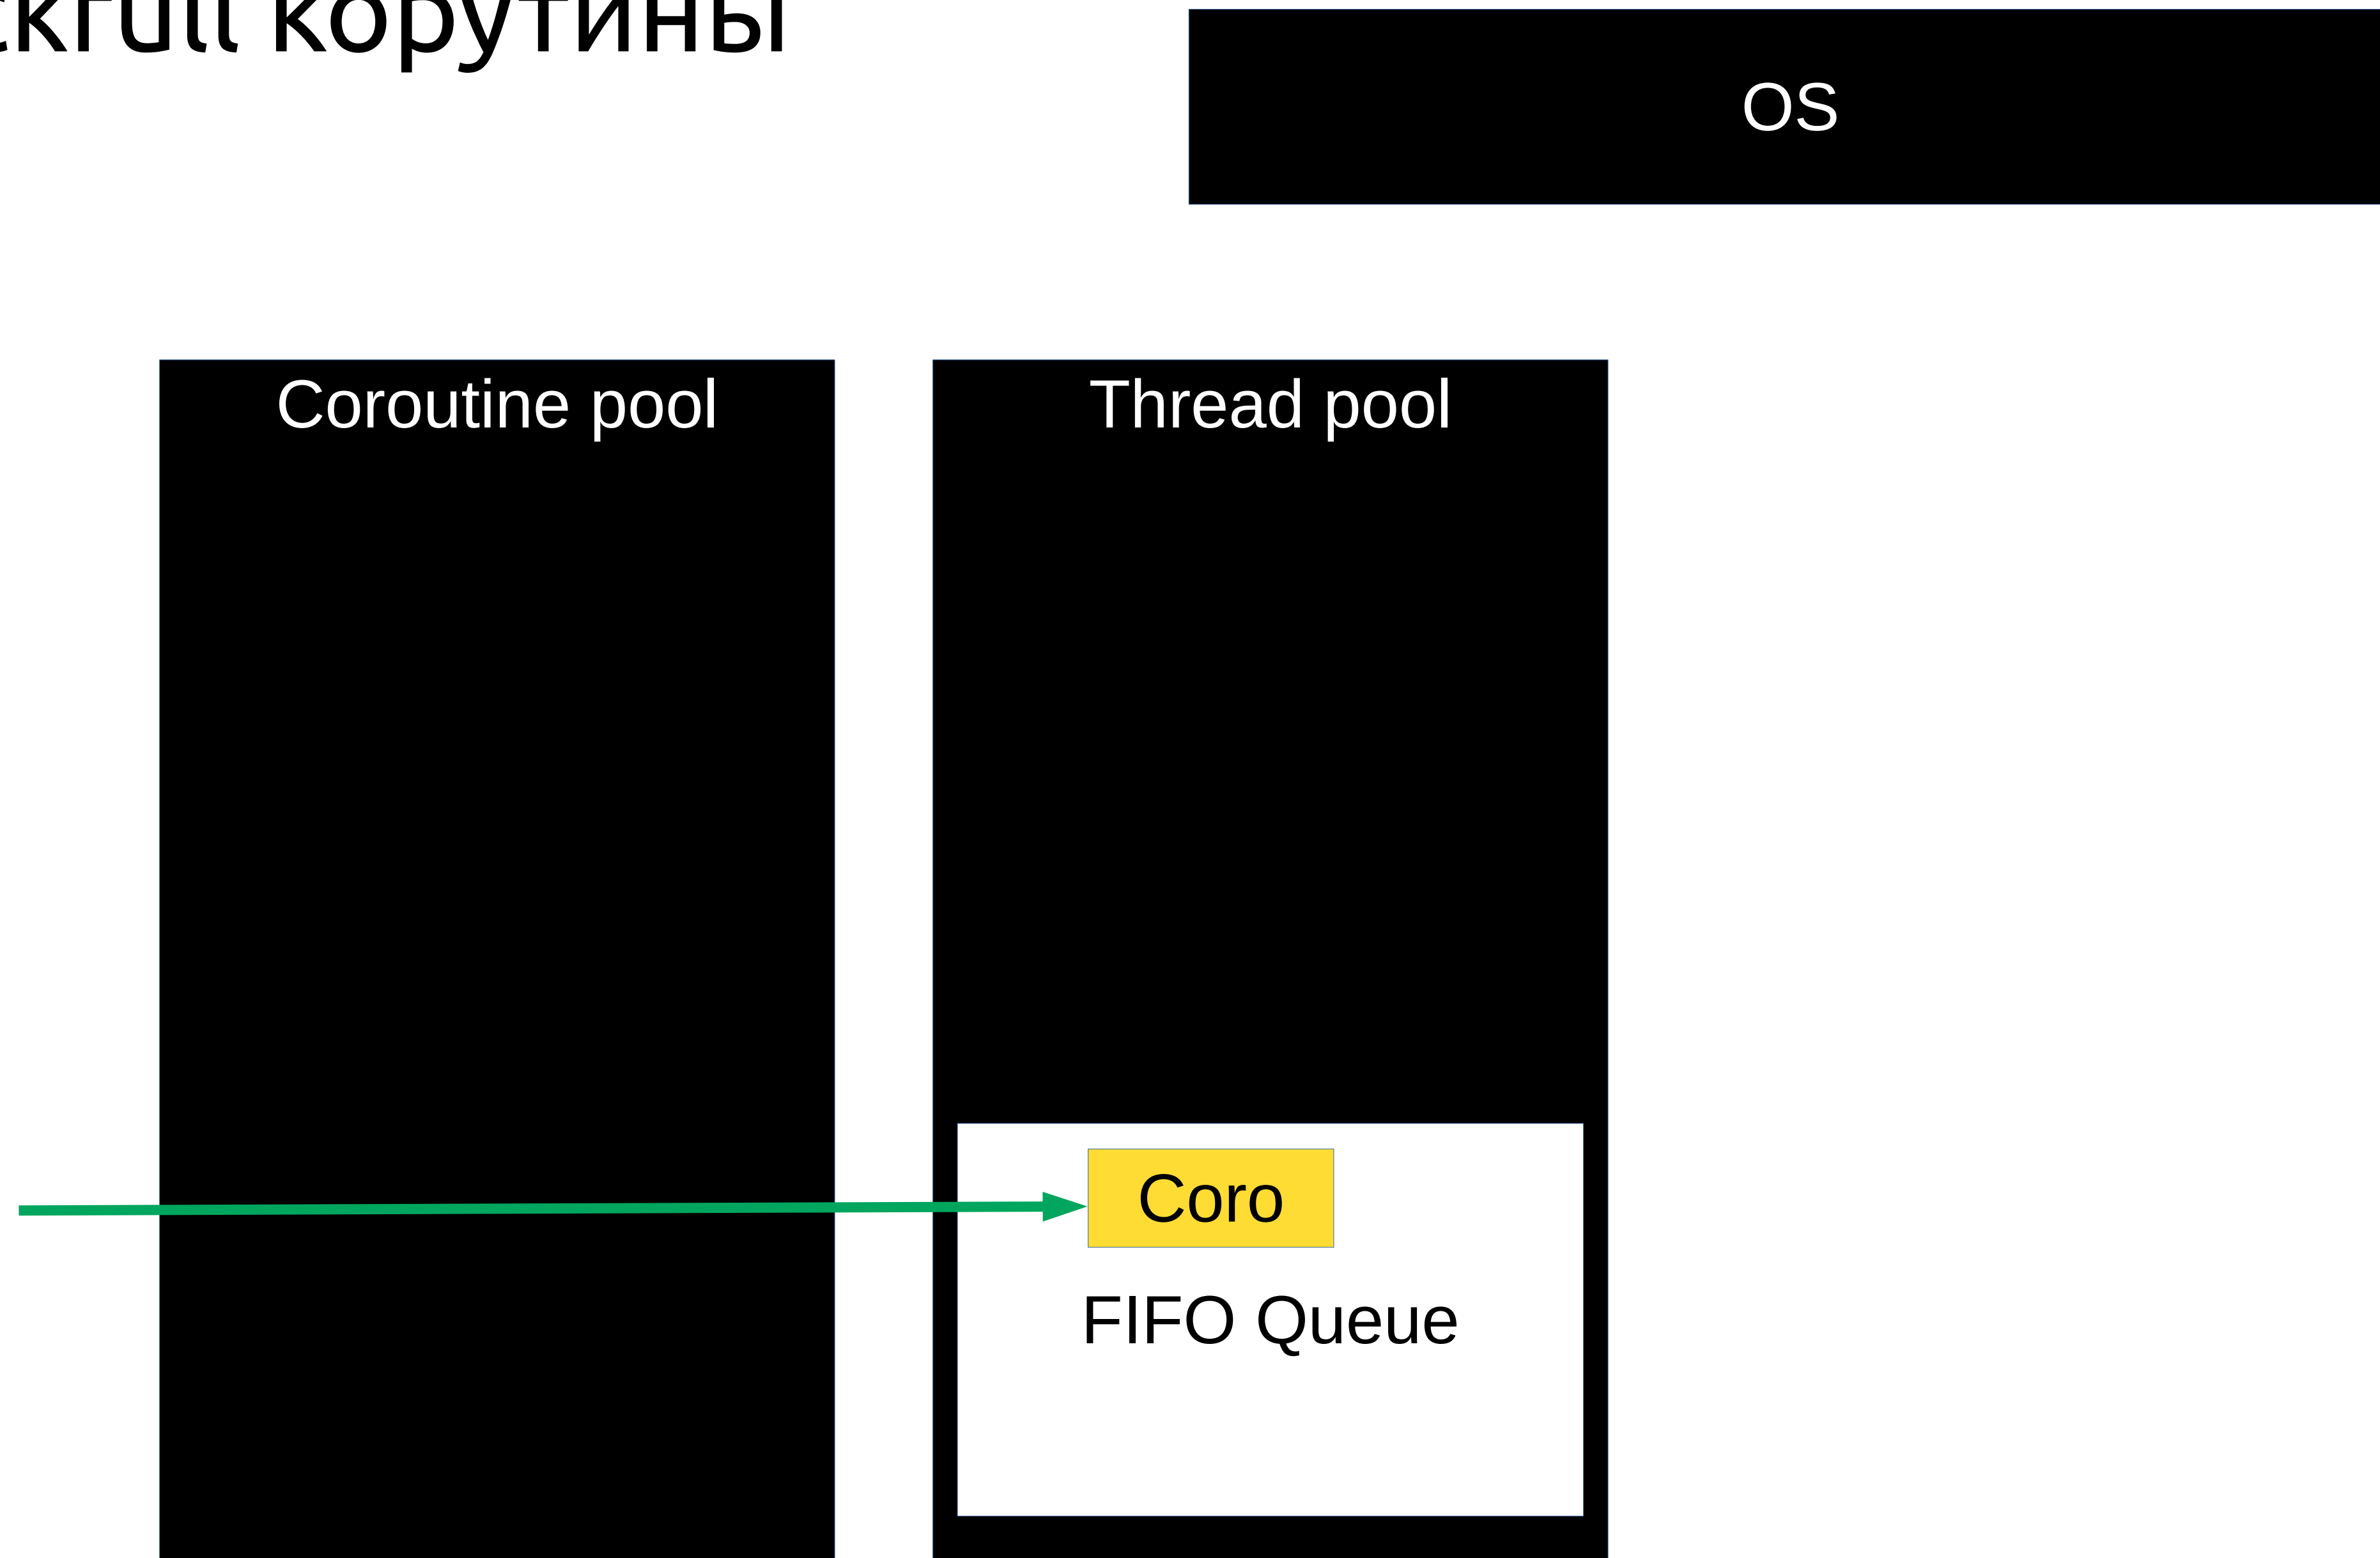 корутины
OS
Coroutine pool
Thread pool
Coro
FIFO Queue